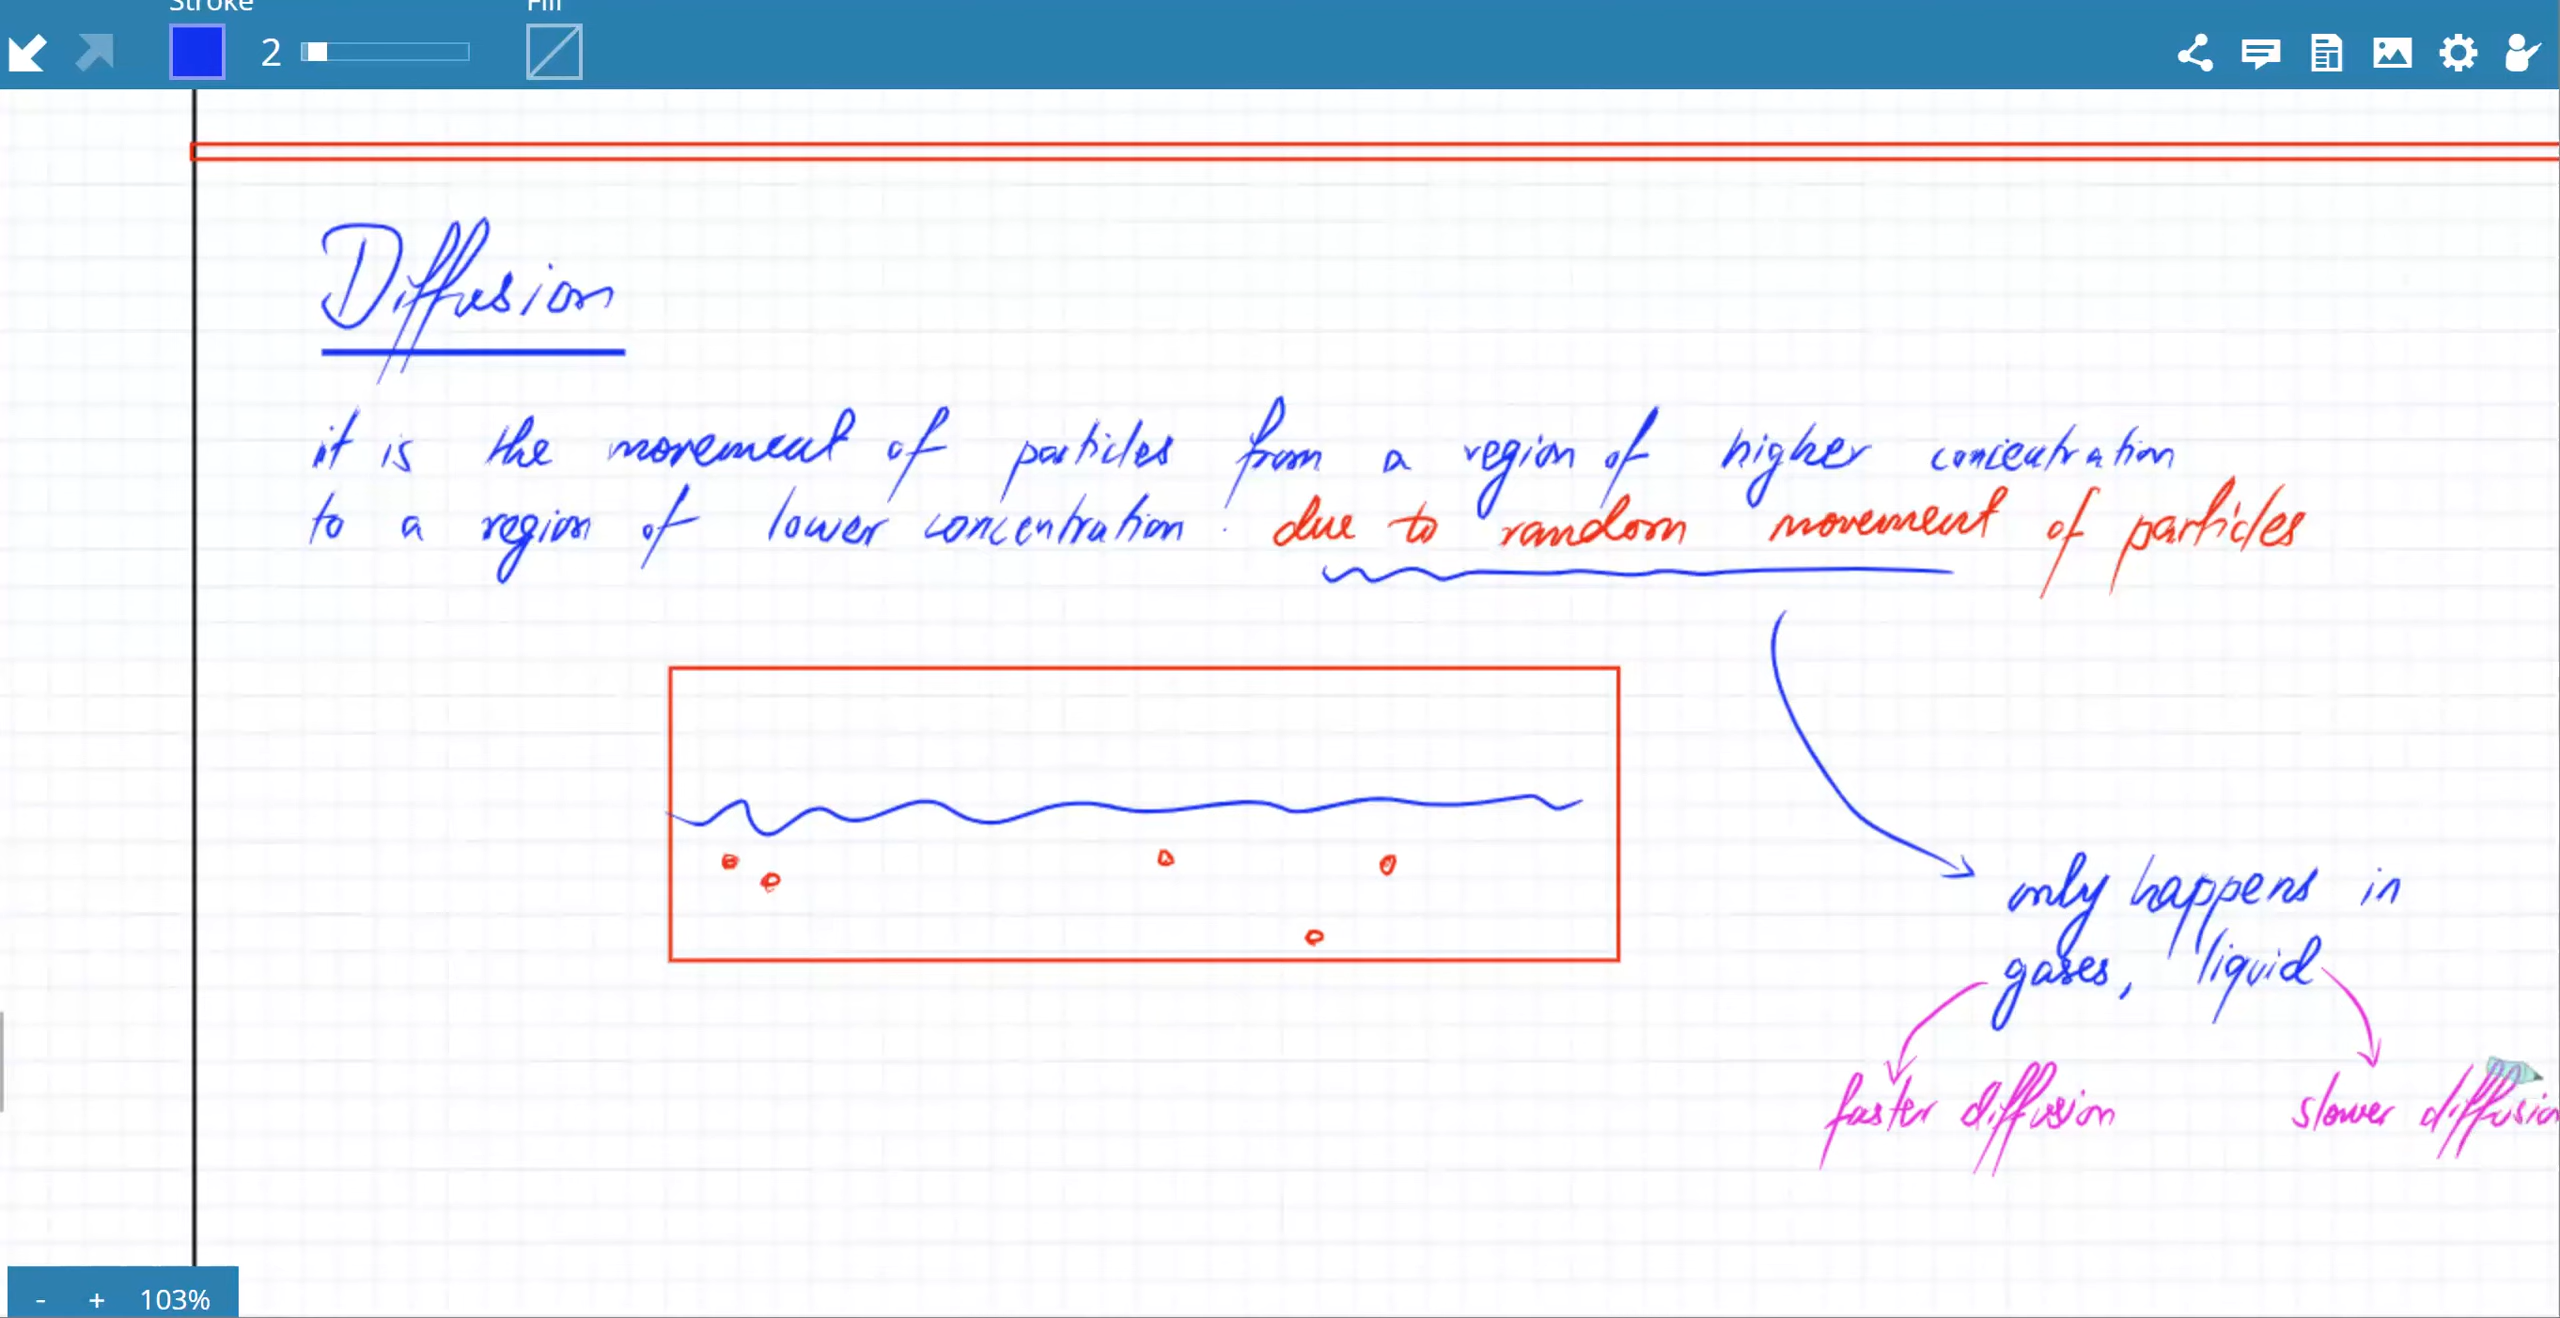 Stroke
Fill
2
Diffusion
it is the movement of particles from a region of higher concentration
to a region of lower concentration. due to random movement of particles
only happens in
gases, liquid
faster diffusion
slower diffusion
- + 103%